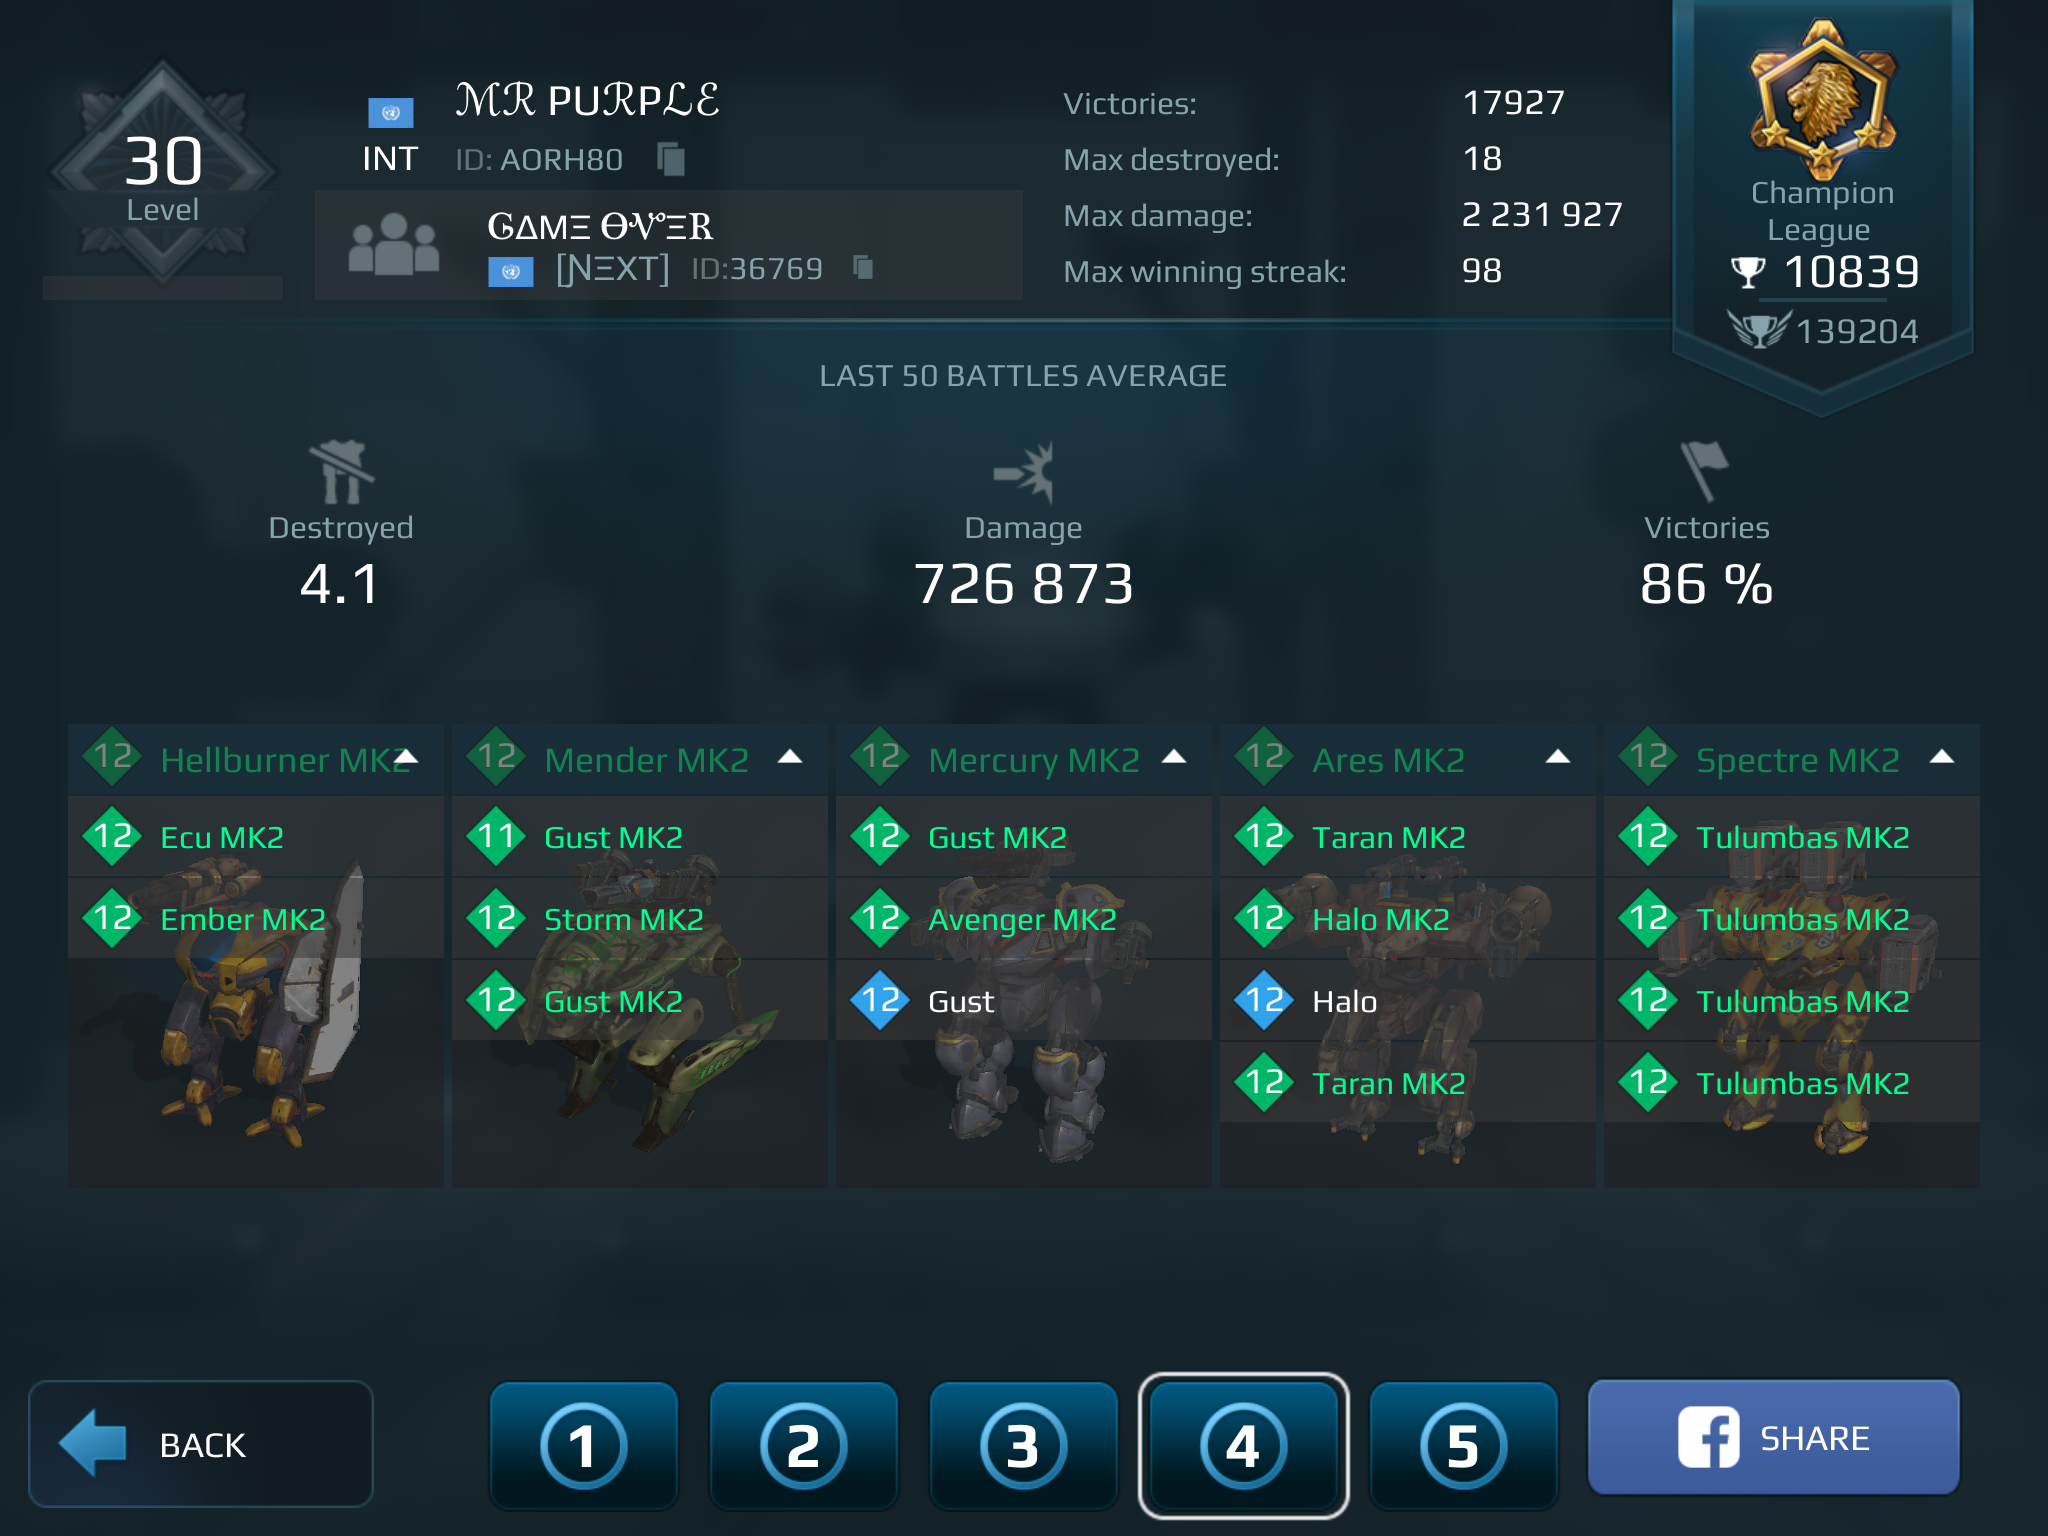 30
Level
INT
ℳℛ PUℛPℒℰ
ID: AORH80
GΔMΞ ӨVΞR
[ƝΞXT] ID:36769
Victories: 17927
Max destroyed: 18
Max damage: 2 231 927
Max winning streak: 98
Champion
League
10839
139204
LAST 50 BATTLES AVERAGE
Destroyed
4.1
Damage
726 873
Victories
86 %
12 Hellburner MK2
12 Ecu MK2
12 Ember MK2
12 Mender MK2
11 Gust MK2
12 Storm MK2
12 Gust MK2
12 Mercury MK2
12 Gust MK2
12 Avenger MK2
12 Gust
12 Ares MK2
12 Taran MK2
12 Halo MK2
12 Halo
12 Taran MK2
12 Spectre MK2
12 Tulumbas MK2
12 Tulumbas MK2
12 Tulumbas MK2
12 Tulumbas MK2
BACK
1
2
3
4
5
SHARE